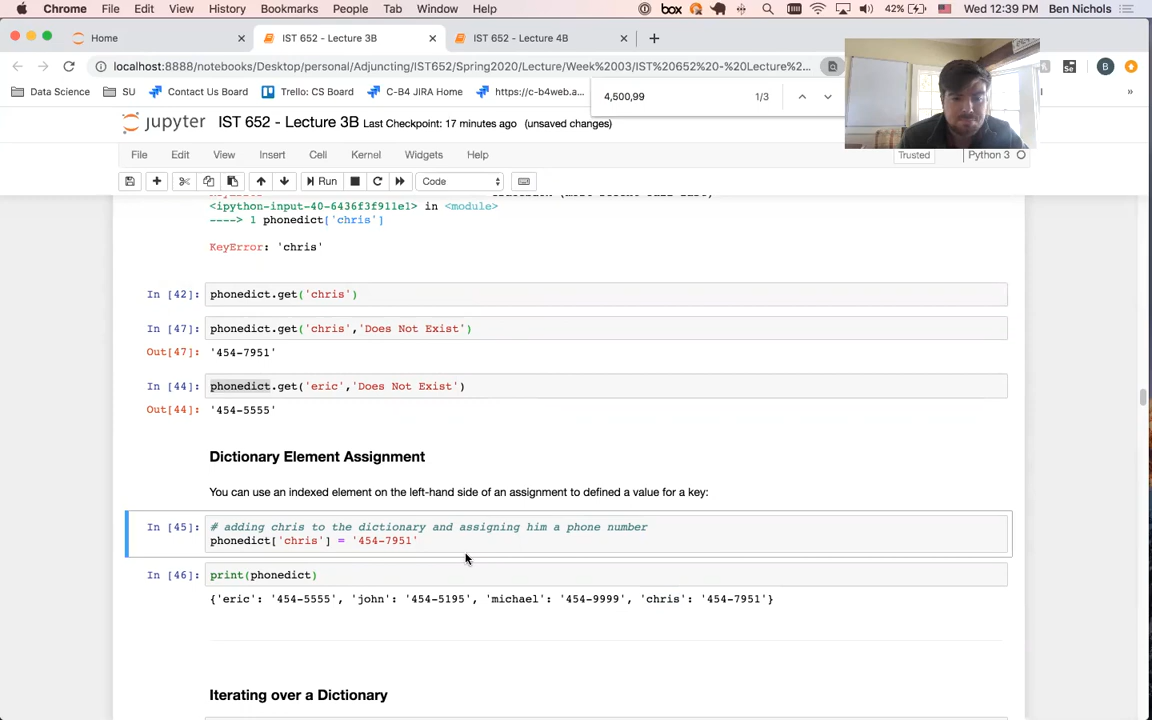 Chrome File Edit View History Bookmarks People Tab Window Help box 42% Wed 12:39 PM Ben Nichols
Home IST 652 - Lecture 3B IST 652 - Lecture 4B
localhost:8888/notebooks/Desktop/personal/Adjuncting/IST652/Spring2020/Lecture/Week%2003/IST%20652%20-%20Lecture%2... B
Data Science SU Contact Us Board Trello: CS Board C-B4 JIRA Home https://c-b4web.a... »
4,500,99 1/3
jupyter IST 652 - Lecture 3B Last Checkpoint: 17 minutes ago (unsaved changes)
File Edit View Insert Cell Kernel Widgets Help Trusted Python 3
Run Code
<ipython-input-40-6436f3f911e1> in <module>
----> 1 phonedict['chris']
KeyError: 'chris'
In [42]: phonedict.get('chris')
In [47]: phonedict.get('chris','Does Not Exist')
Out[47]: '454-7951'
In [44]: phonedict.get('eric','Does Not Exist')
Out[44]: '454-5555'
Dictionary Element Assignment
You can use an indexed element on the left-hand side of an assignment to defined a value for a key:
In [45]: # adding chris to the dictionary and assigning him a phone number
phonedict['chris'] = '454-7951'
In [46]: print(phonedict)
{'eric': '454-5555', 'john': '454-5195', 'michael': '454-9999', 'chris': '454-7951'}
Iterating over a Dictionary